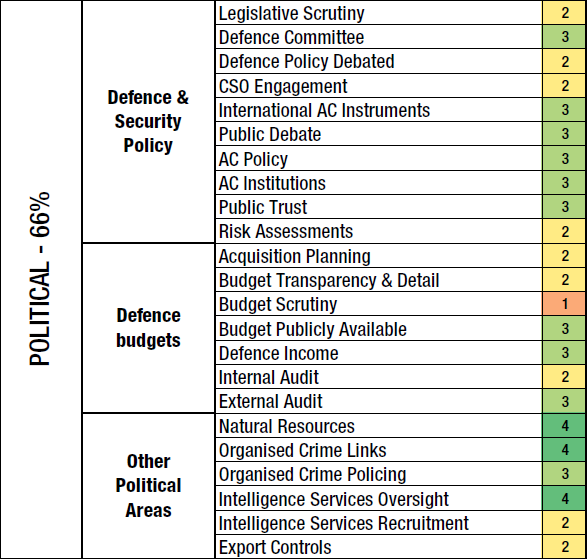 POLITICAL - 66%
Defence &
Security
Policy
Legislative Scrutiny 2
Defence Committee 3
Defence Policy Debated 2
CSO Engagement 2
International AC Instruments 3
Public Debate 3
AC Policy 3
AC Institutions 3
Public Trust 3
Risk Assessments 2
Defence
budgets
Acquisition Planning 2
Budget Transparency & Detail 2
Budget Scrutiny 1
Budget Publicly Available 3
Defence Income 3
Internal Audit 2
External Audit 3
Other
Political
Areas
Natural Resources 4
Organised Crime Links 4
Organised Crime Policing 3
Intelligence Services Oversight 4
Intelligence Services Recruitment 2
Export Controls 2